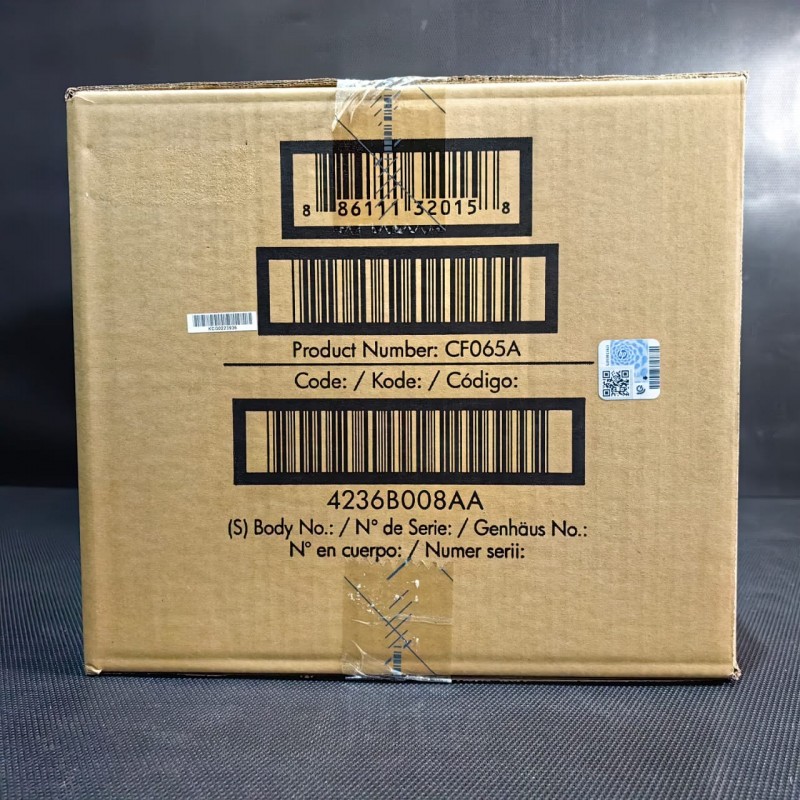 8 86111 32015 8
Product Number: CF065A
Code: / Kode: / Código:
4236B008AA
(S) Body No.: / N° de Serie: / Genhäus No.:
N° en cuerpo: / Numer serii: